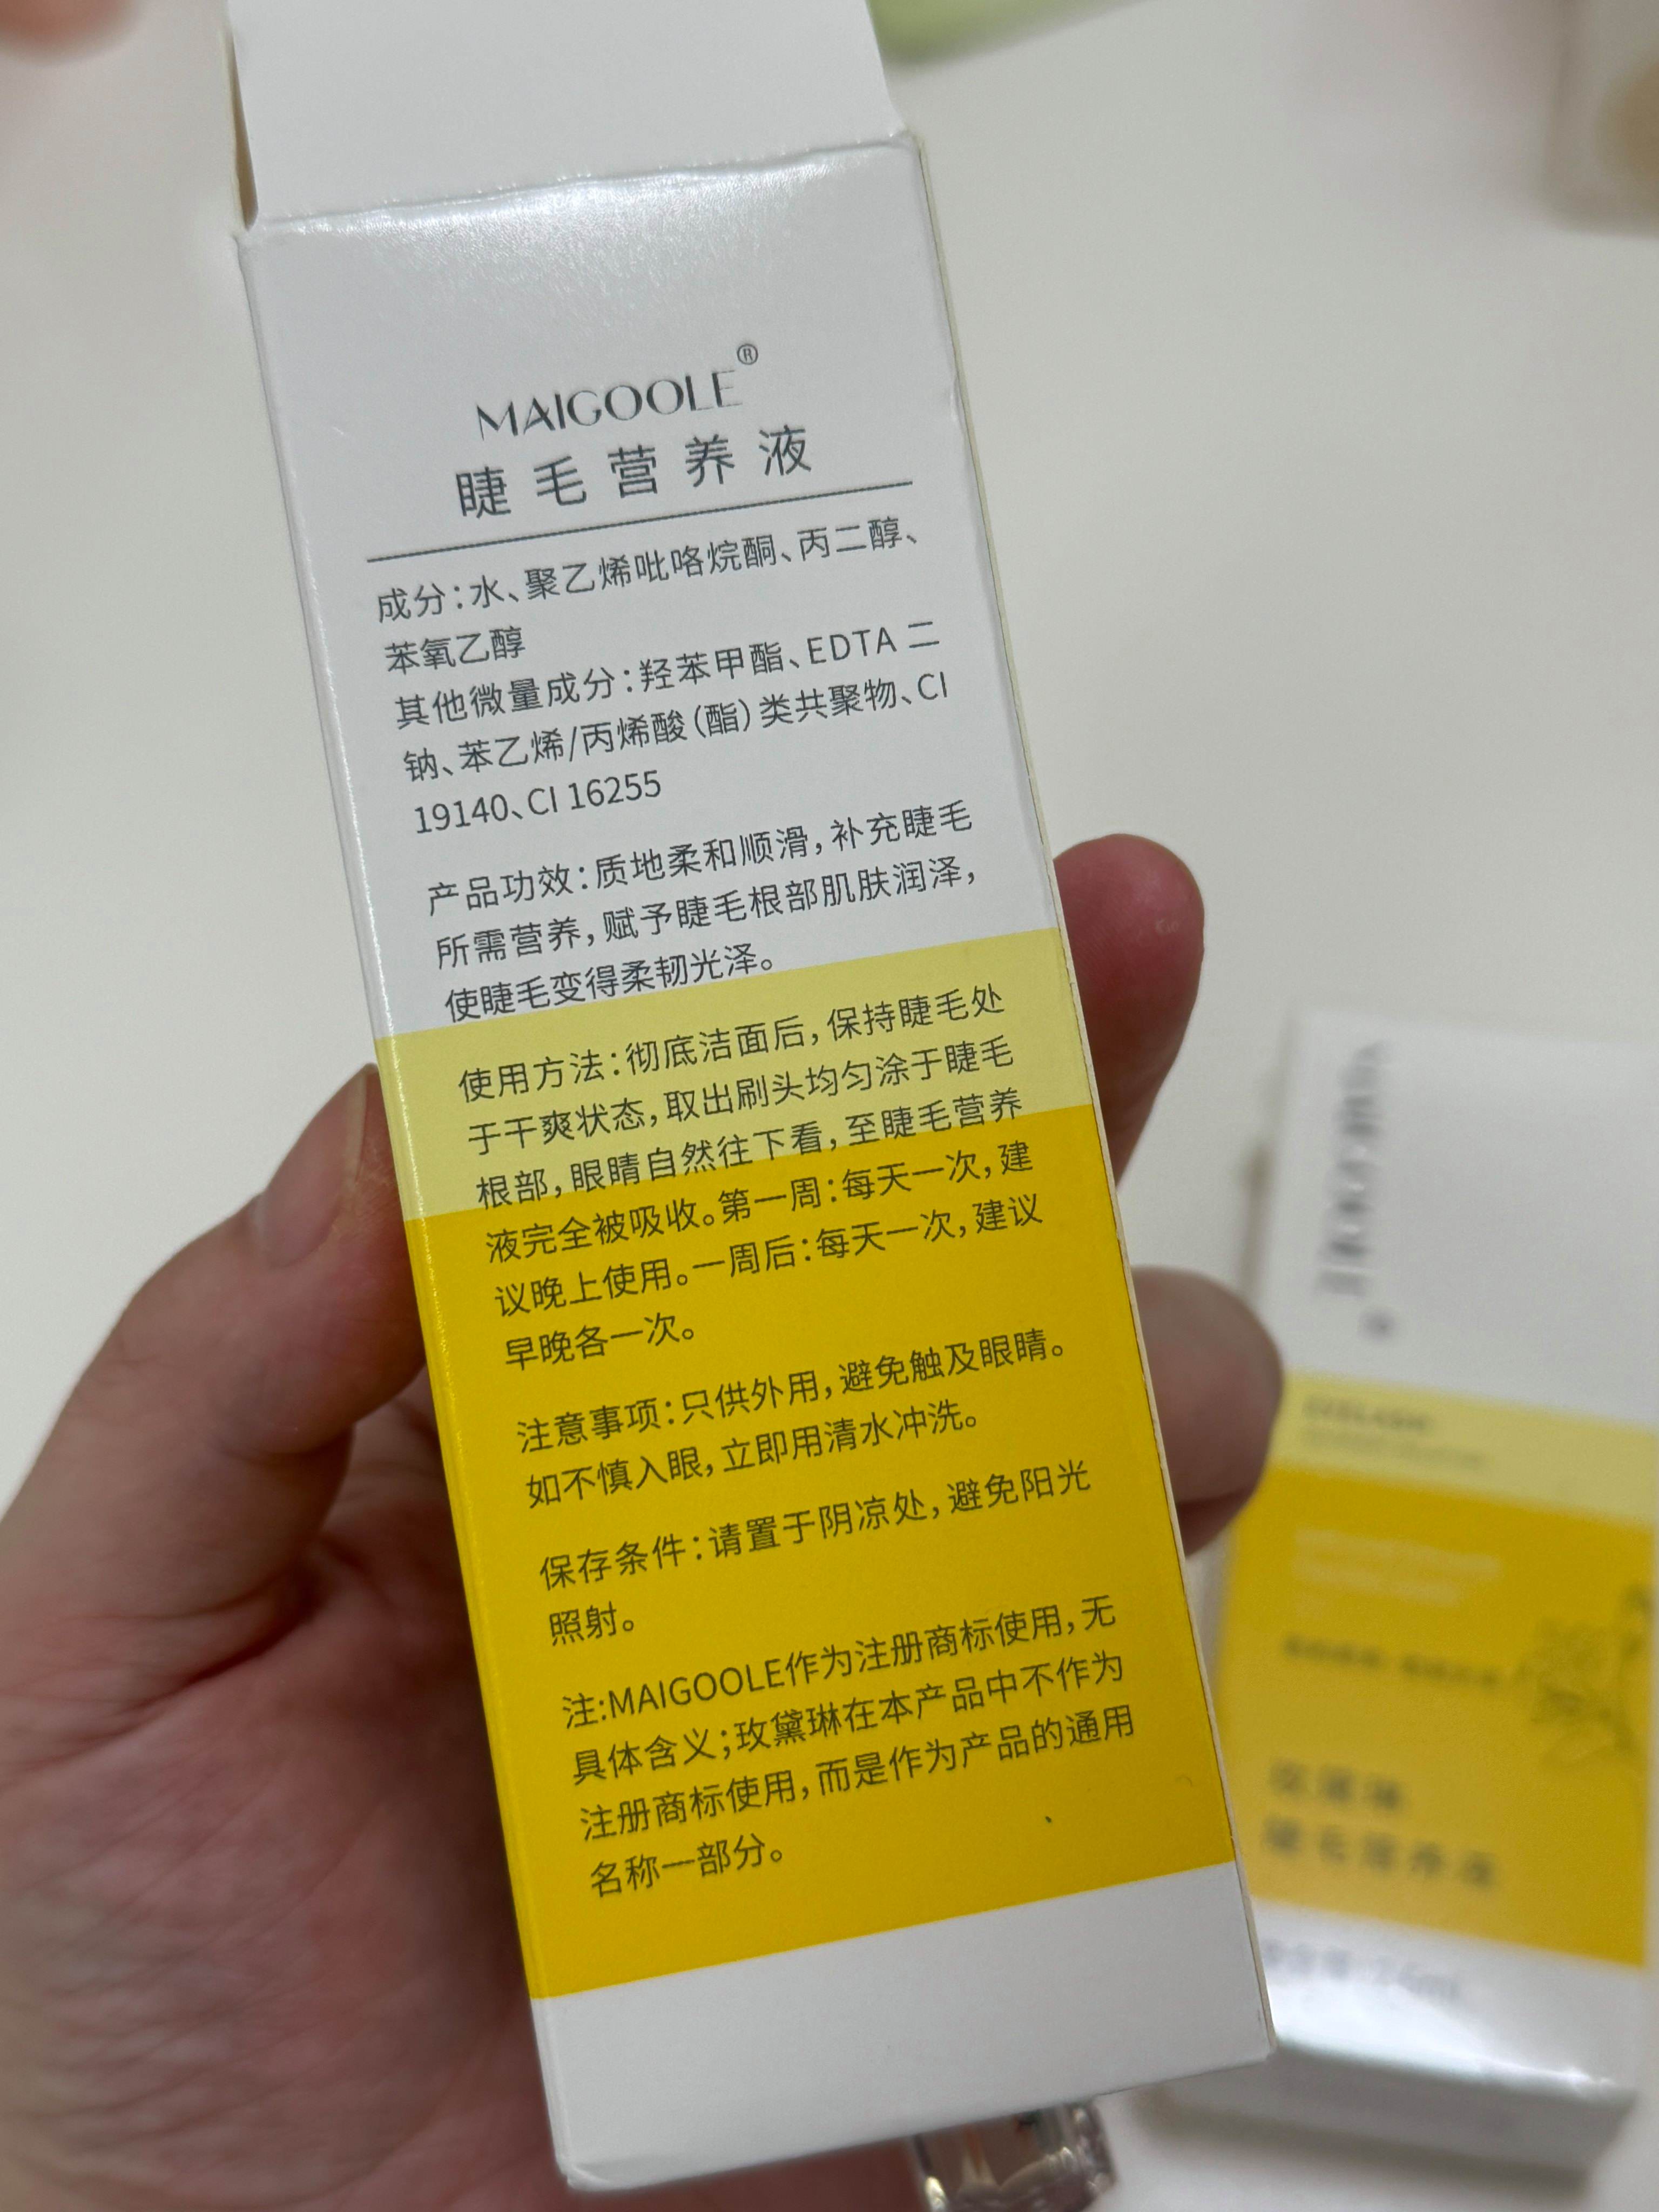 MAIGOOLE®
睫毛营养液
成分：水、聚乙烯吡咯烷酮、丙二醇、
苯氧乙醇
其他微量成分：羟苯甲酯、EDTA 二
钠、苯乙烯/丙烯酸（酯）类共聚物、CI
19140、CI 16255
产品功效：质地柔和顺滑，补充睫毛
所需营养，赋予睫毛根部肌肤润泽，
使睫毛变得柔韧光泽。
使用方法：彻底洁面后，保持睫毛处
于干爽状态，取出刷头均匀涂于睫毛
根部，眼睛自然往下看，至睫毛营养
液完全被吸收。第一周：每天一次，建
议晚上使用。一周后：每天一次，建议
早晚各一次。
注意事项：只供外用，避免触及眼睛。
如不慎入眼，立即用清水冲洗。
保存条件：请置于阴凉处，避免阳光
照射。
注:MAIGOOLE作为注册商标使用，无
具体含义；玫黛琳在本产品中不作为
注册商标使用，而是作为产品的通用
名称一部分。
睫毛营养液